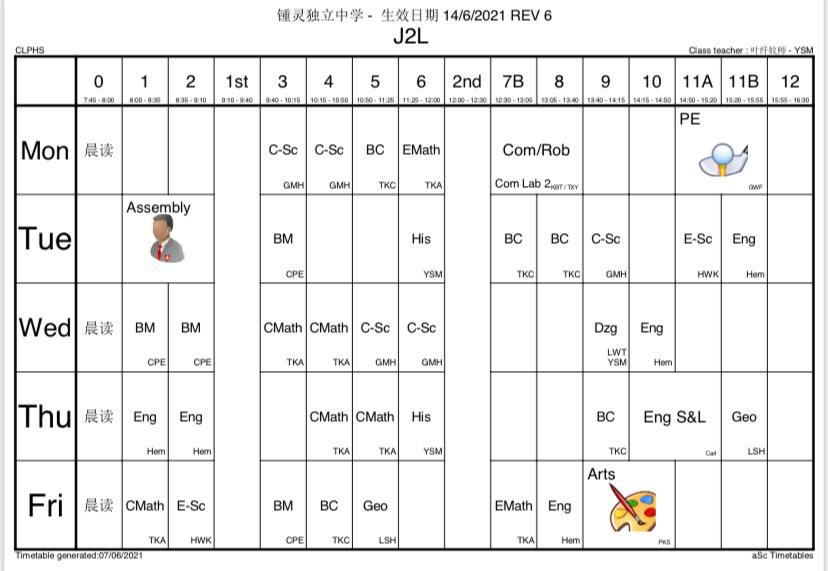 锺灵独立中学 - 生效日期 14/6/2021 REV 6
J2L
CLPHS
Class teacher : - YSM
0 1 2 1st 3 4 5 6 2nd 7B 8 9 10 11A 11B 12
7:45 - 8:00 8:00 - 8:35 8:35 - 9:10 9:10 - 9:40 9:40 - 10:15 10:15 - 10:50 10:50 - 11:25 11:25 - 12:00 12:00 - 12:30 12:30 - 13:05 13:05 - 13:40 13:40 - 14:15 14:15 - 14:50 14:50 - 15:20 15:20 - 15:55 15:55 - 16:30
PE
Mon 晨读 C-Sc C-Sc BC EMath Com/Rob
GMH GMH TKC TKA Com Lab 2 KBT / TXY GWF
Assembly
Tue BM His BC BC C-Sc E-Sc Eng
CPE YSM TKC TKC GMH HWK Hem
Wed 晨读 BM BM CMath CMath C-Sc C-Sc Dzg Eng
LWT
CPE CPE TKA TKA GMH GMH YSM Hem
Thu 晨读 Eng Eng CMath CMath His BC Eng S&L Geo
Hem Hem TKA TKA YSM TKC LSH
Arts
Fri 晨读 CMath E-Sc BM BC Geo EMath Eng
TKA HWK CPE TKC LSH TKA Hem PKS
Timetable generated:07/06/2021
aSc Timetables